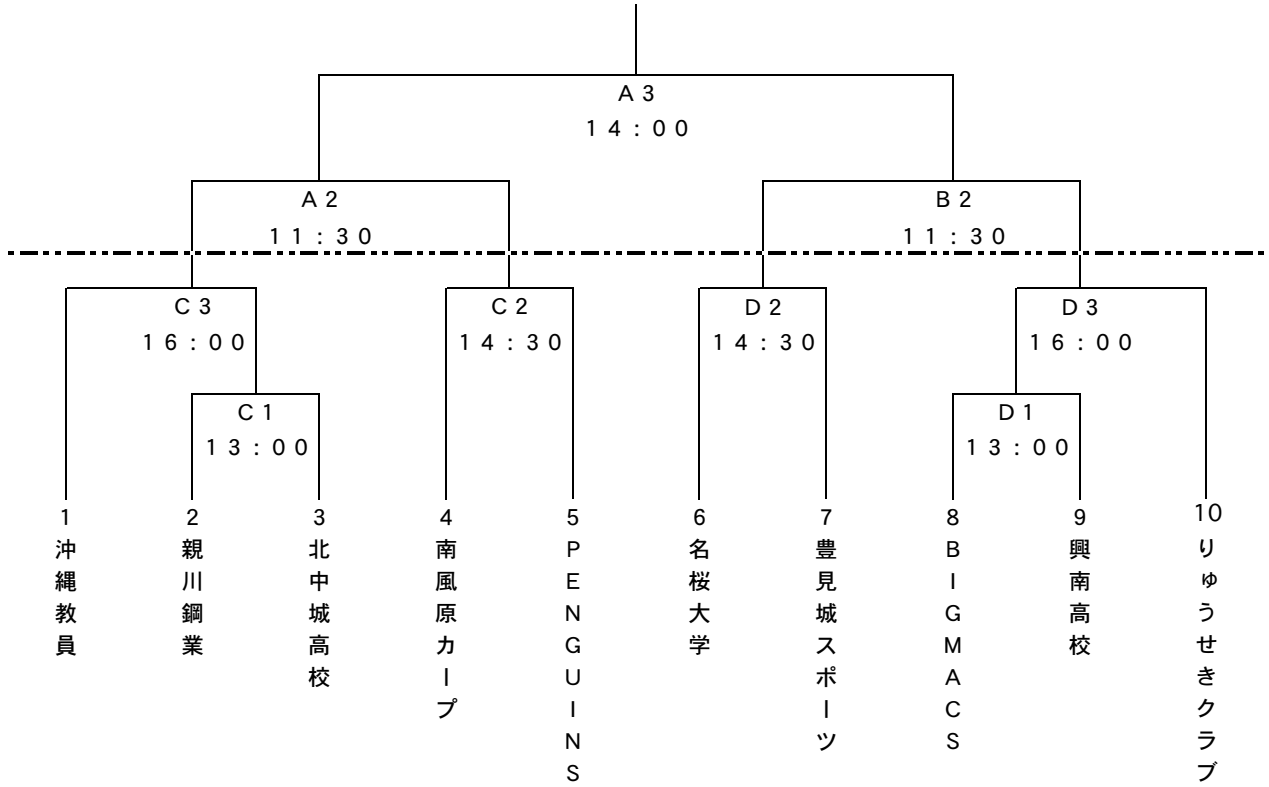 A3
14:00
A2
11:30
B2
11:30
C3
16:00
C2
14:30
D2
14:30
D3
16:00
C1
13:00
D1
13:00
1
沖縄教員
2
親川鋼業
3
北中城高校
4
南風原カープ
5
PENGUINS
6
名桜大学
7
豊見城スポーツ
8
BIGMACS
9
興南高校
10
りゅうせきクラブ